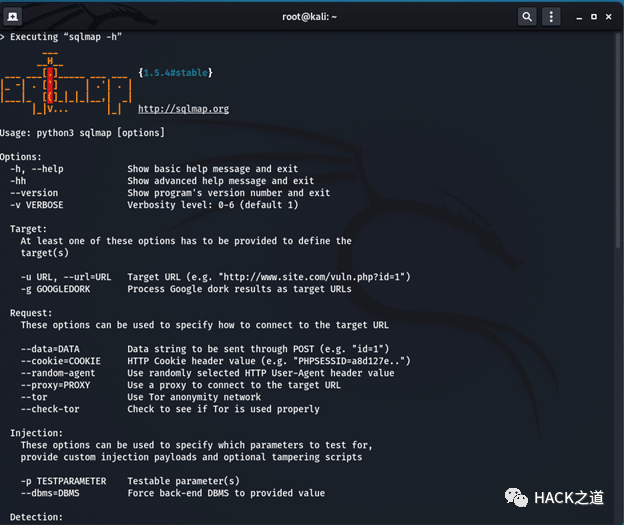 root@kali: ~
> Executing “sqlmap -h”
{1.5.4#stable}
http://sqlmap.org
Usage: python3 sqlmap [options]
Options:
-h, --help Show basic help message and exit
-hh Show advanced help message and exit
--version Show program's version number and exit
-v VERBOSE Verbosity level: 0-6 (default 1)
Target:
At least one of these options has to be provided to define the
target(s)
-u URL, --url=URL Target URL (e.g. "http://www.site.com/vuln.php?id=1")
-g GOOGLEDORK Process Google dork results as target URLs
Request:
These options can be used to specify how to connect to the target URL
--data=DATA Data string to be sent through POST (e.g. "id=1")
--cookie=COOKIE HTTP Cookie header value (e.g. "PHPSESSID=a8d127e..")
--random-agent Use randomly selected HTTP User-Agent header value
--proxy=PROXY Use a proxy to connect to the target URL
--tor Use Tor anonymity network
--check-tor Check to see if Tor is used properly
Injection:
These options can be used to specify which parameters to test for,
provide custom injection payloads and optional tampering scripts
-p TESTPARAMETER Testable parameter(s)
--dbms=DBMS Force back-end DBMS to provided value
Detection:
HACK之道